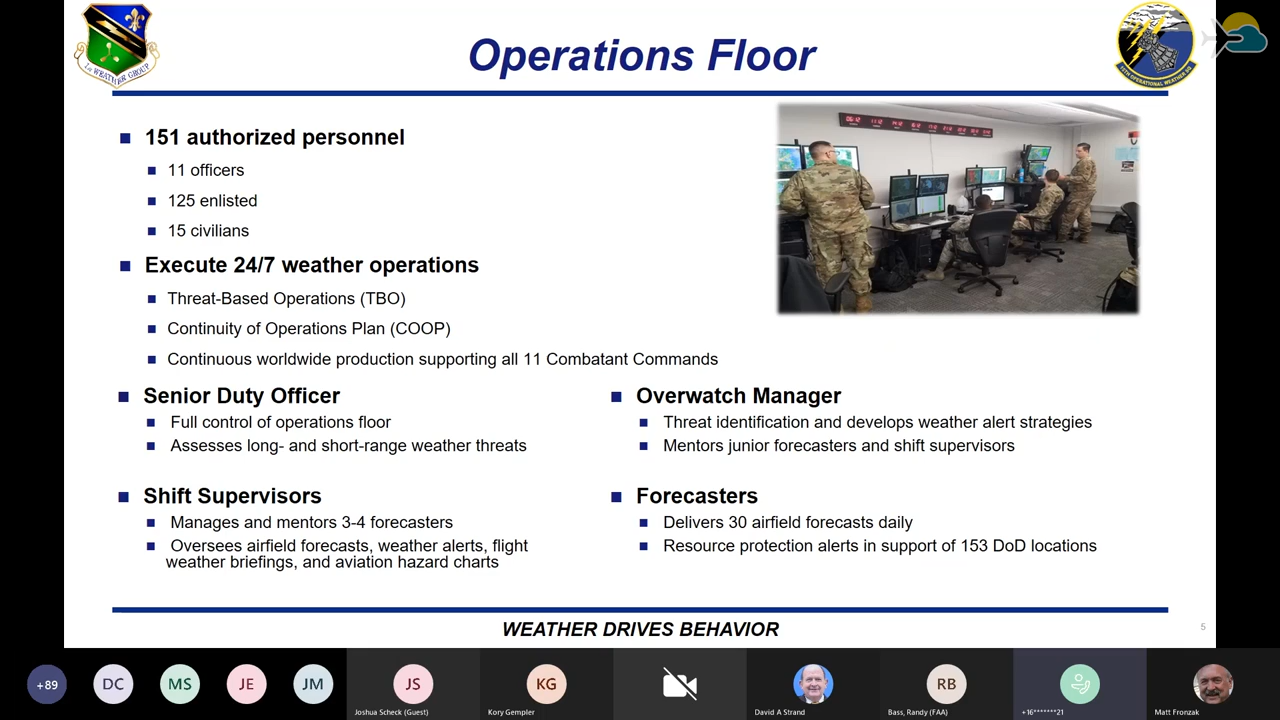 Operations Floor
1st WEATHER GROUP
151 authorized personnel
11 officers
125 enlisted
15 civilians
Execute 24/7 weather operations
Threat-Based Operations (TBO)
Continuity of Operations Plan (COOP)
Continuous worldwide production supporting all 11 Combatant Commands
Senior Duty Officer
Full control of operations floor
Assesses long- and short-range weather threats
Overwatch Manager
Threat identification and develops weather alert strategies
Mentors junior forecasters and shift supervisors
Shift Supervisors
Manages and mentors 3-4 forecasters
Oversees airfield forecasts, weather alerts, flight
weather briefings, and aviation hazard charts
Forecasters
Delivers 30 airfield forecasts daily
Resource protection alerts in support of 153 DoD locations
WEATHER DRIVES BEHAVIOR
5
+89
DC
MS
JE
JM
JS
KG
RB
Joshua Scheck (Guest)
Kory Gempler
David A Strand
Bass, Randy (FAA)
+16*******21
Matt Fronzak